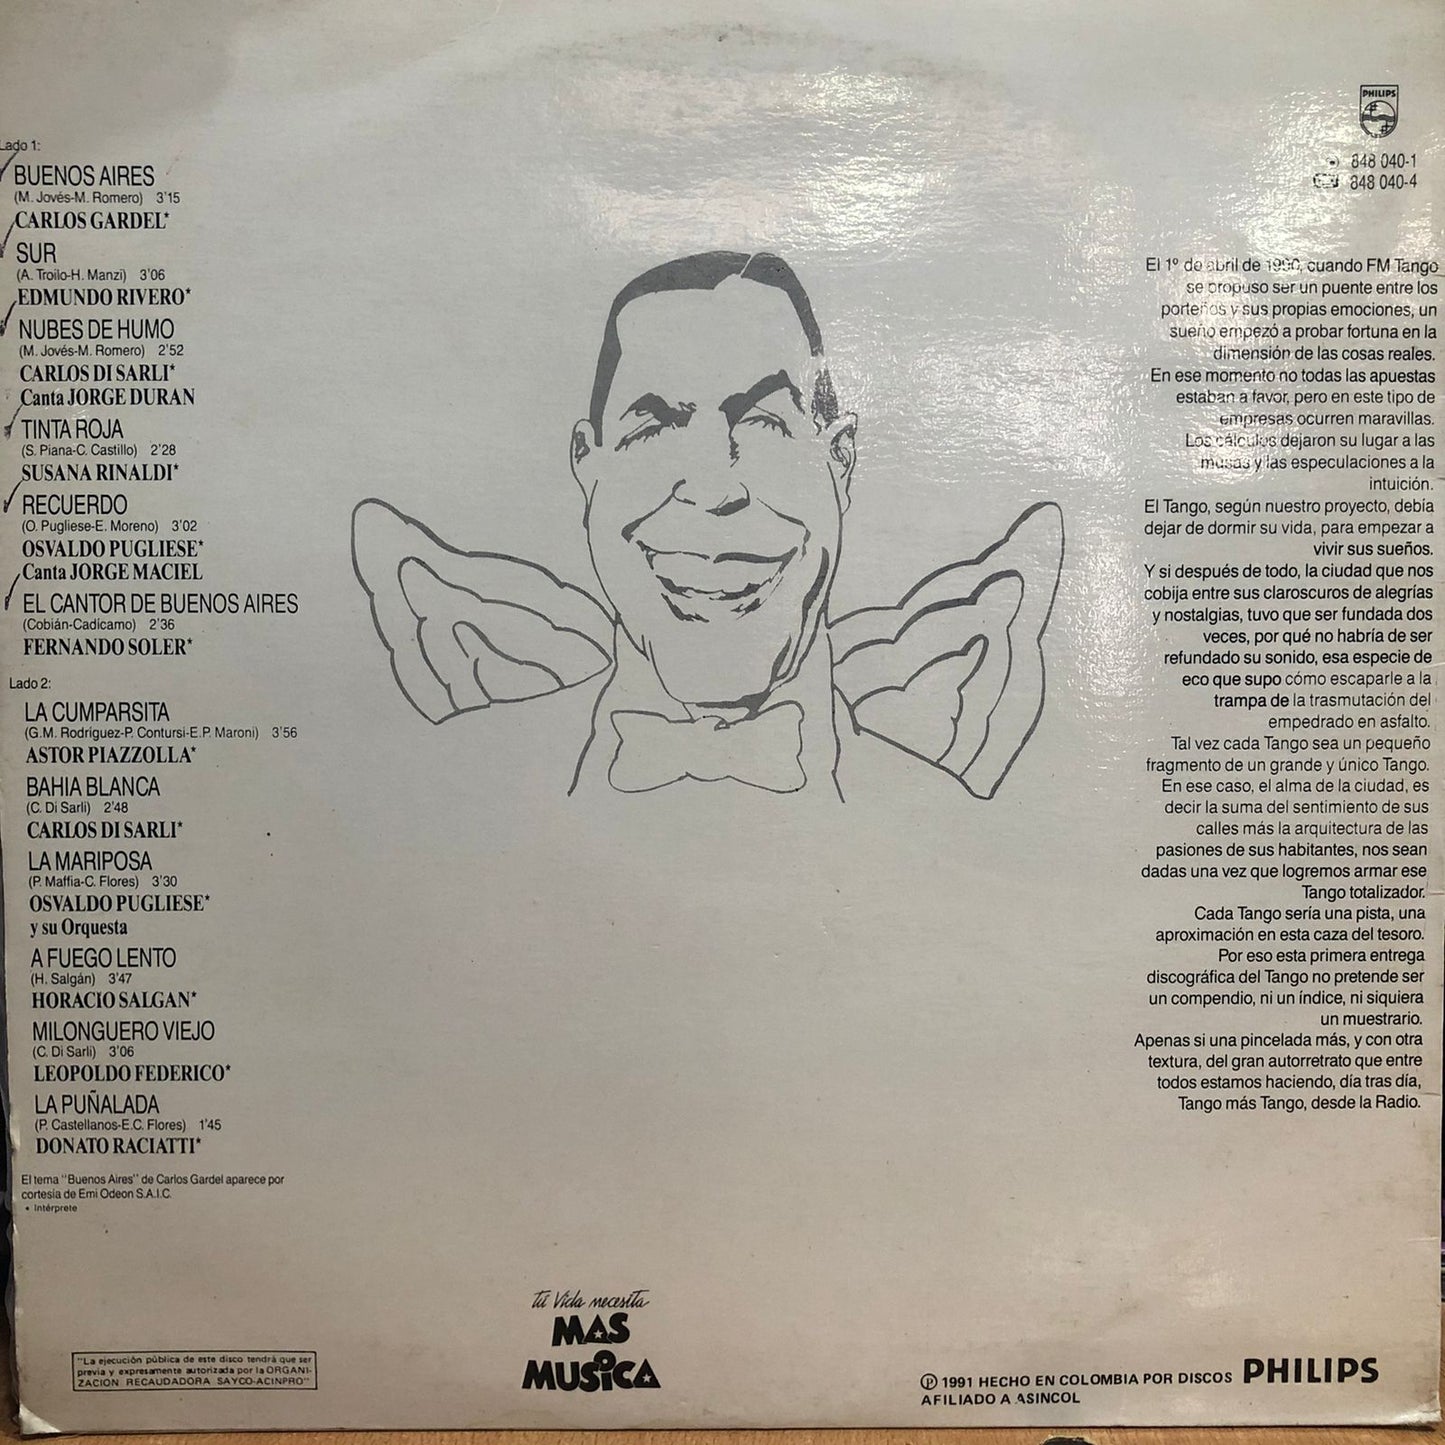 Lado 1:
BUENOS AIRES
(M. Jovés-M. Romero) 3'15
CARLOS GARDEL*
SUR
(A. Troilo-H. Manzi) 3'06
EDMUNDO RIVERO*
NUBES DE HUMO
(M. Jovés-M. Romero) 2'52
CARLOS DI SARLI*
Canta JORGE DURAN
TINTA ROJA
(S. Piana-C. Castillo) 2'28
SUSANA RINALDI*
RECUERDO
(O. Pugliese-E. Moreno) 3'02
OSVALDO PUGLIESE*
Canta JORGE MACIEL
EL CANTOR DE BUENOS AIRES
(Cobián-Cadícamo) 2'36
FERNANDO SOLER*
Lado 2:
LA CUMPARSITA
(G.M. Rodríguez-P. Contursi-E.P. Maroni) 3'56
ASTOR PIAZZOLLA*
BAHIA BLANCA
(C. Di Sarli) 2'48
CARLOS DI SARLI*
LA MARIPOSA
(P. Maffia-C. Flores) 3'30
OSVALDO PUGLIESE*
y su Orquesta
A FUEGO LENTO
(H. Salgán) 3'47
HORACIO SALGAN*
MILONGUERO VIEJO
(C. Di Sarli) 3'06
LEOPOLDO FEDERICO*
LA PUÑALADA
(P. Castellanos-E.C. Flores) 1'45
DONATO RACIATTI*
El tema "Buenos Aires" de Carlos Gardel aparece por
cortesía de Emi Odeon S.A.I.C.
* Intérprete
PHILIPS
848 040-1
848 040-4
El 1º de abril de 1990, cuando FM Tango
se propuso ser un puente entre los
porteños y sus propias emociones, un
sueño empezó a probar fortuna en la
dimensión de las cosas reales.
En ese momento no todas las apuestas
estaban a favor, pero en este tipo de
empresas ocurren maravillas.
Los cálculos dejaron su lugar a las
musas y las especulaciones a la
intuición.
El Tango, según nuestro proyecto, debía
dejar de dormir su vida, para empezar a
vivir sus sueños.
Y si después de todo, la ciudad que nos
cobija entre sus claroscuros de alegrías
y nostalgias, tuvo que ser fundada dos
veces, por qué no habría de ser
refundado su sonido, esa especie de
eco que supo cómo escaparle a la
trampa de la trasmutación del
empedrado en asfalto.
Tal vez cada Tango sea un pequeño
fragmento de un grande y único Tango.
En ese caso, el alma de la ciudad, es
decir la suma del sentimiento de sus
calles más la arquitectura de las
pasiones de sus habitantes, nos sean
dadas una vez que logremos armar ese
Tango totalizador.
Cada Tango sería una pista, una
aproximación en esta caza del tesoro.
Por eso esta primera entrega
discográfica del Tango no pretende ser
un compendio, ni un índice, ni siquiera
un muestrario.
Apenas si una pincelada más, y con otra
textura, del gran autorretrato que entre
todos estamos haciendo, día tras día,
Tango más Tango, desde la Radio.
tú Vida necesita
MAS
MUSICA
"La ejecución pública de este disco tendrá que ser
previa y expresamente autorizada por la ORGANI-
ZACIÓN RECAUDADORA SAYCO-ACINPRO"
Ⓟ 1991 HECHO EN COLOMBIA POR DISCOS PHILIPS
AFILIADO A ASINCOL